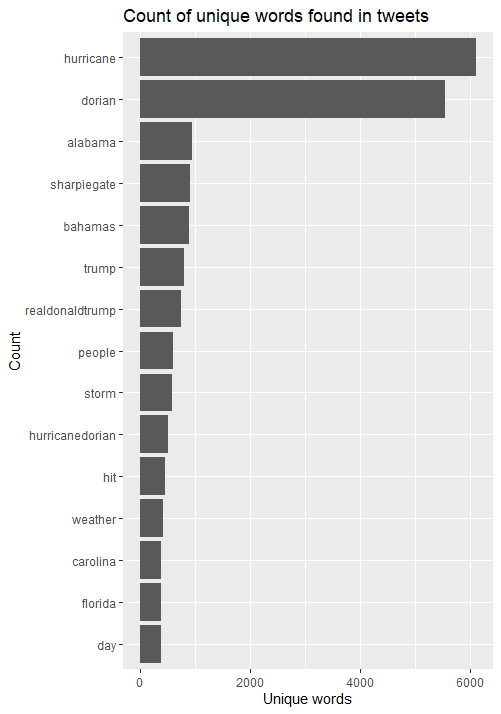 Count of unique words found in tweets
hurricane
dorian
alabama
sharpiegate
bahamas
trump
realdonaldtrump
people
storm
hurricanedorian
hit
weather
carolina
florida
day
Count
0 2000 4000 6000
Unique words